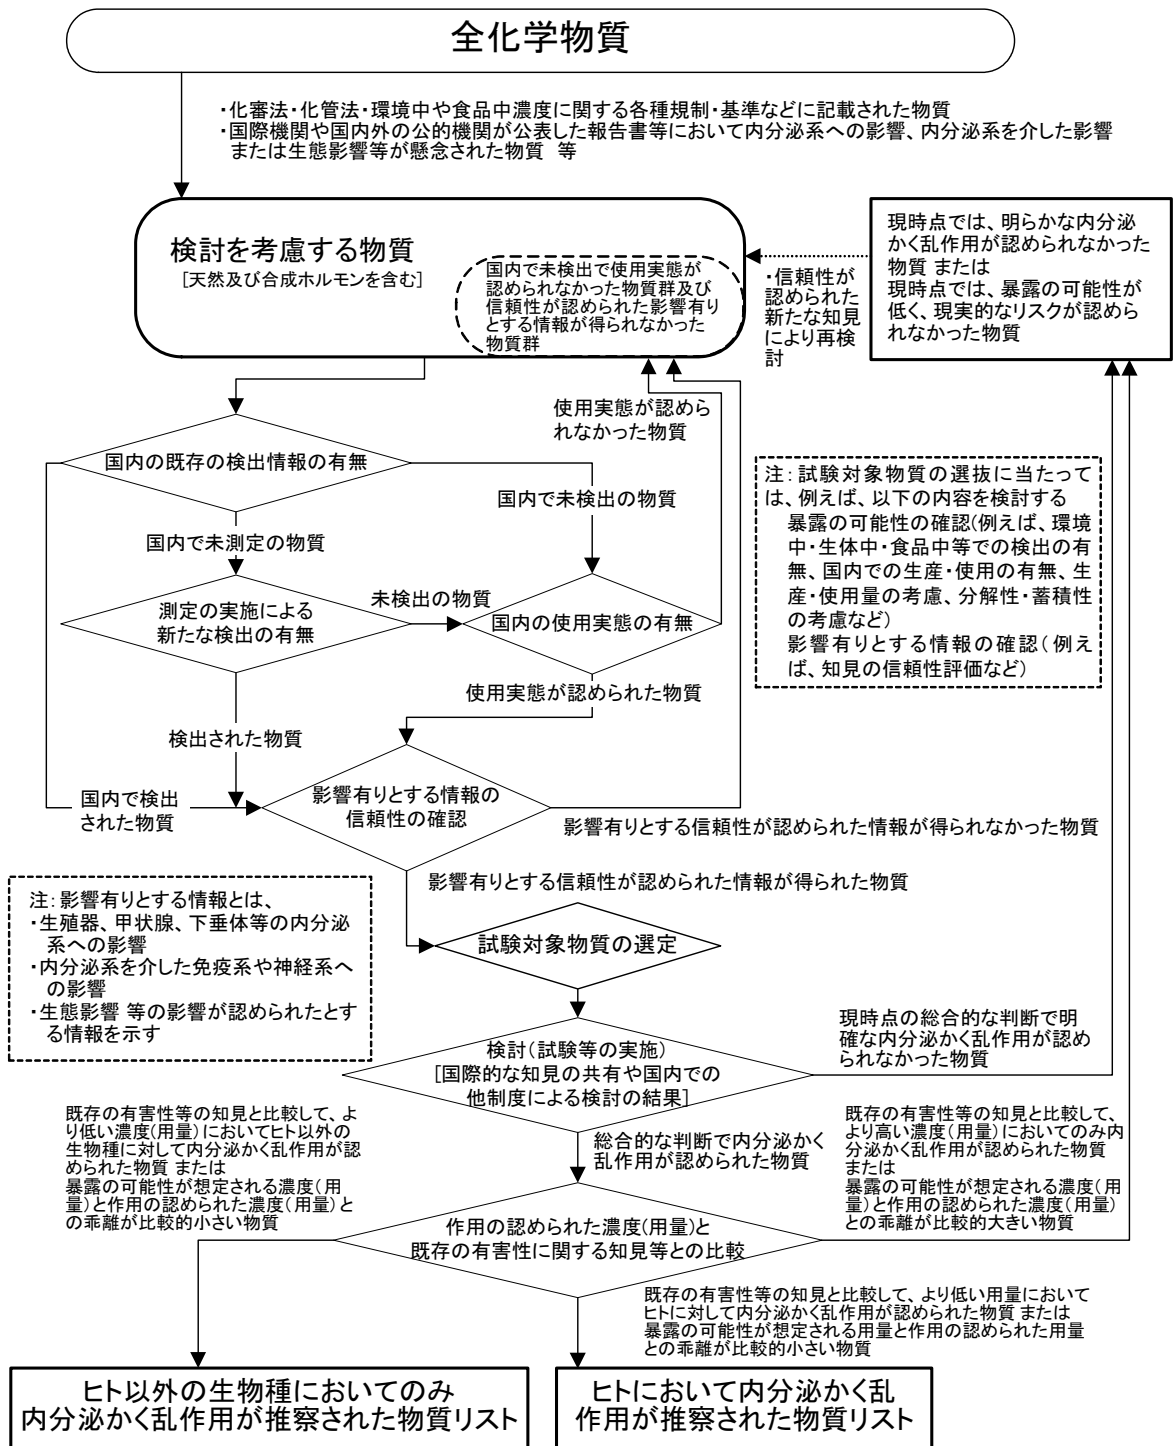 全化学物質
・化審法・化管法・環境中や食品中濃度に関する各種規制・基準などに記載された物質
・国際機関や国内外の公的機関が公表した報告書等において内分泌系への影響、内分泌系を介した影響
または生態影響等が懸念された物質 等
検討を考慮する物質
[天然及び合成ホルモンを含む]
国内で未検出で使用実態が
認められなかった物質群及び
信頼性が認められた影響有り
とする情報が得られなかった
物質群
・信頼性が
認められた
新たな知見
により再検
討
現時点では、明らかな内分泌
かく乱作用が認められなかった
物質 または
現時点では、暴露の可能性が
低く、現実的なリスクが認めら
れなかった物質
使用実態が認めら
れなかった物質
国内の既存の検出情報の有無
国内で未検出の物質
国内で未測定の物質
注：試験対象物質の選抜に当たって
は、例えば、以下の内容を検討する
暴露の可能性の確認(例えば、環境
中・生体中・食品中等での検出の有
無、国内での生産・使用の有無、生
産・使用量の考慮、分解性・蓄積性
の考慮など)
影響有りとする情報の確認(例え
ば、知見の信頼性評価など)
測定の実施による
新たな検出の有無
未検出の物質
国内の使用実態の有無
使用実態が認められた物質
検出された物質
国内で検出
された物質
影響有りとする情報の
信頼性の確認
影響有りとする信頼性が認められた情報が得られなかった物質
影響有りとする信頼性が認められた情報が得られた物質
注：影響有りとする情報とは、
・生殖器、甲状腺、下垂体等の内分泌
系への影響
・内分泌系を介した免疫系や神経系へ
の影響
・生態影響 等の影響が認められたとす
る情報を示す
試験対象物質の選定
検討(試験等の実施)
[国際的な知見の共有や国内での
他制度による検討の結果]
現時点の総合的な判断で明
確な内分泌かく乱作用が認め
られなかった物質
総合的な判断で内分泌かく
乱作用が認められた物質
既存の有害性等の知見と比較して、よ
り低い濃度(用量)においてヒト以外の
生物種に対して内分泌かく乱作用が認
められた物質 または
暴露の可能性が想定される濃度(用
量)と作用の認められた濃度(用量)と
の乖離が比較的小さい物質
既存の有害性等の知見と比較して、
より高い濃度(用量)においてのみ内
分泌かく乱作用が認められた物質
または
暴露の可能性が想定される濃度(用
量)と作用の認められた濃度(用量)
との乖離が比較的大きい物質
作用の認められた濃度(用量)と
既存の有害性に関する知見等との比較
既存の有害性等の知見と比較して、より低い用量において
ヒトに対して内分泌かく乱作用が認められた物質 または
暴露の可能性が想定される用量と作用の認められた用量
との乖離が比較的小さい物質
ヒト以外の生物種においてのみ
内分泌かく乱作用が推察された物質リスト
ヒトにおいて内分泌かく乱
作用が推察された物質リスト